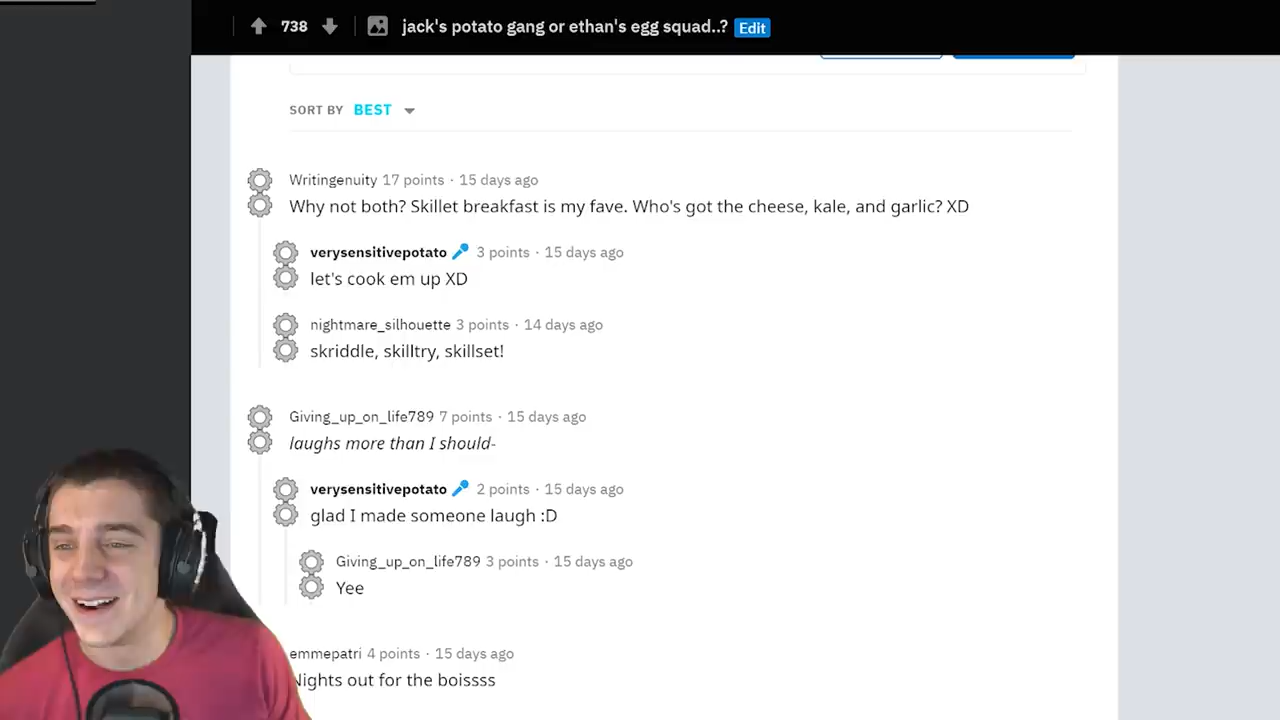 738 jack's potato gang or ethan's egg squad..? Edit
SORT BY BEST
Writingenuity 17 points · 15 days ago
Why not both? Skillet breakfast is my fave. Who's got the cheese, kale, and garlic? XD
verysensitivepotato 3 points · 15 days ago
let's cook em up XD
nightmare_silhouette 3 points · 14 days ago
skriddle, skilltry, skillset!
Giving_up_on_life789 7 points · 15 days ago
laughs more than I should-
verysensitivepotato 2 points · 15 days ago
glad I made someone laugh :D
Giving_up_on_life789 3 points · 15 days ago
Yee
emmepatri 4 points · 15 days ago
Nights out for the boissss